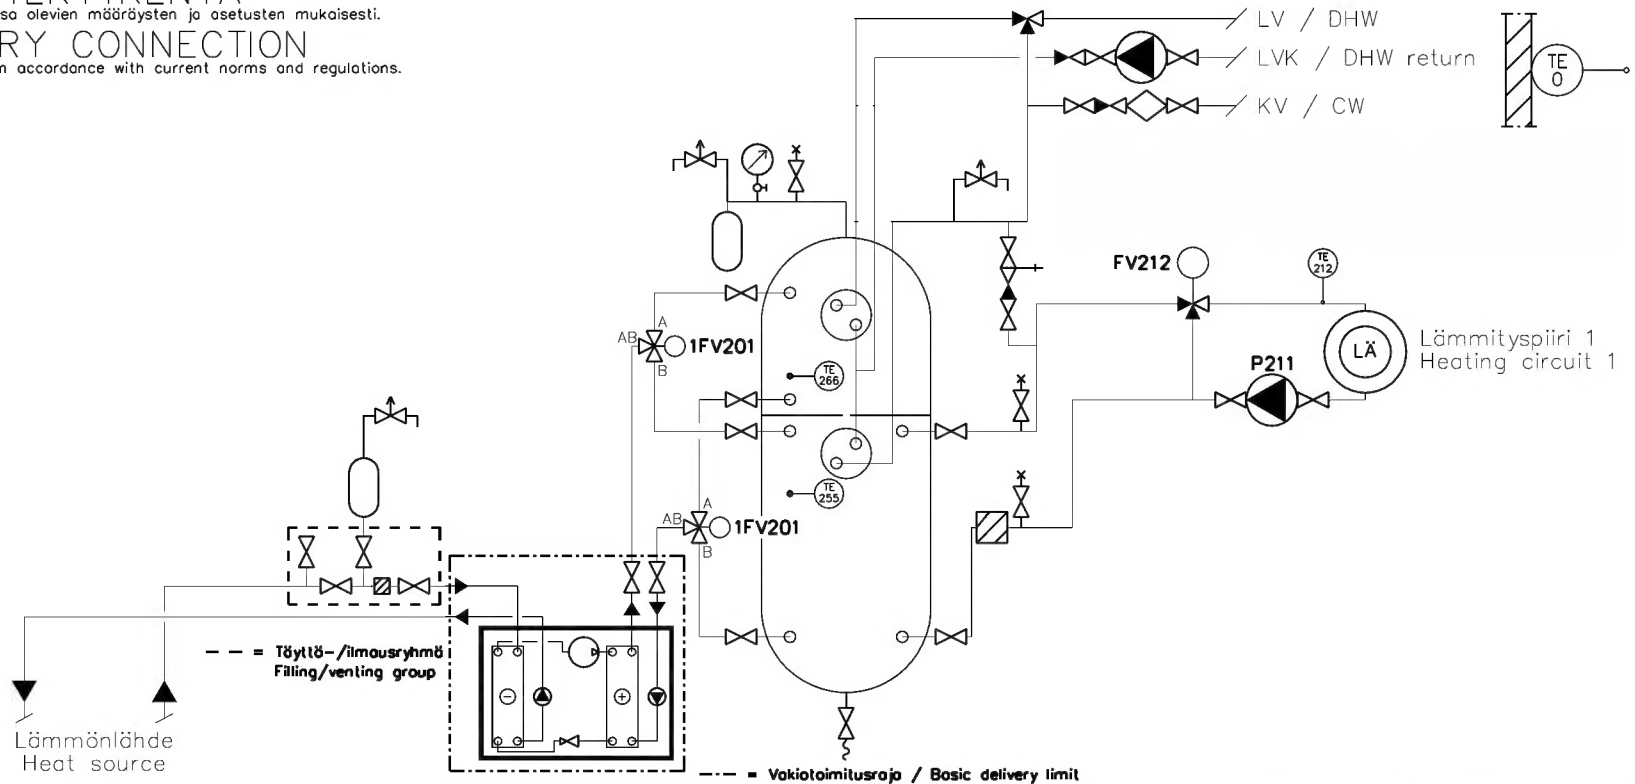 sa olevien määräysten ja asetusten mukaisesti.
RY CONNECTION
n accordance with current norms and regulations.
LV / DHW
LVK / DHW return
KV / CW
TE
0
FV212
TE
212
A
AB
1FV201
B
TE
266
P211
LÄ
Lämmityspiiri 1
Heating circuit 1
TE
255
A
AB
1FV201
B
-
+
= Täyttö-/ilmausryhmä
Filling/venting group
Lämmönlähde
Heat source
= Vakiotoimitusraja / Basic delivery limit